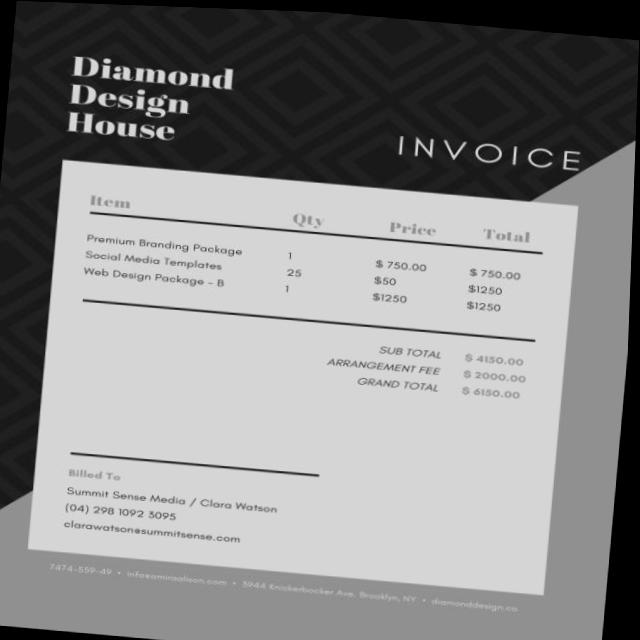 Diamond
Design
House
INVOICE
Item Qty Price Total
Premium Branding Package 1 $ 750.00 $ 750.00
Social Media Templates 25 $50 $1250
Web Design Package - B 1 $1250 $1250
SUB TOTAL $ 4150.00
ARRANGEMENT FEE $ 2000.00
GRAND TOTAL $ 6150.00
Billed To
Summit Sense Media / Clara Watson
(04) 298 1092 3095
clarawatson@summitsense.com
7474-559-49 • info@aminaalison.com • 3944 Knickerbocker Ave. Brooklyn, NY • diamonddesign.co